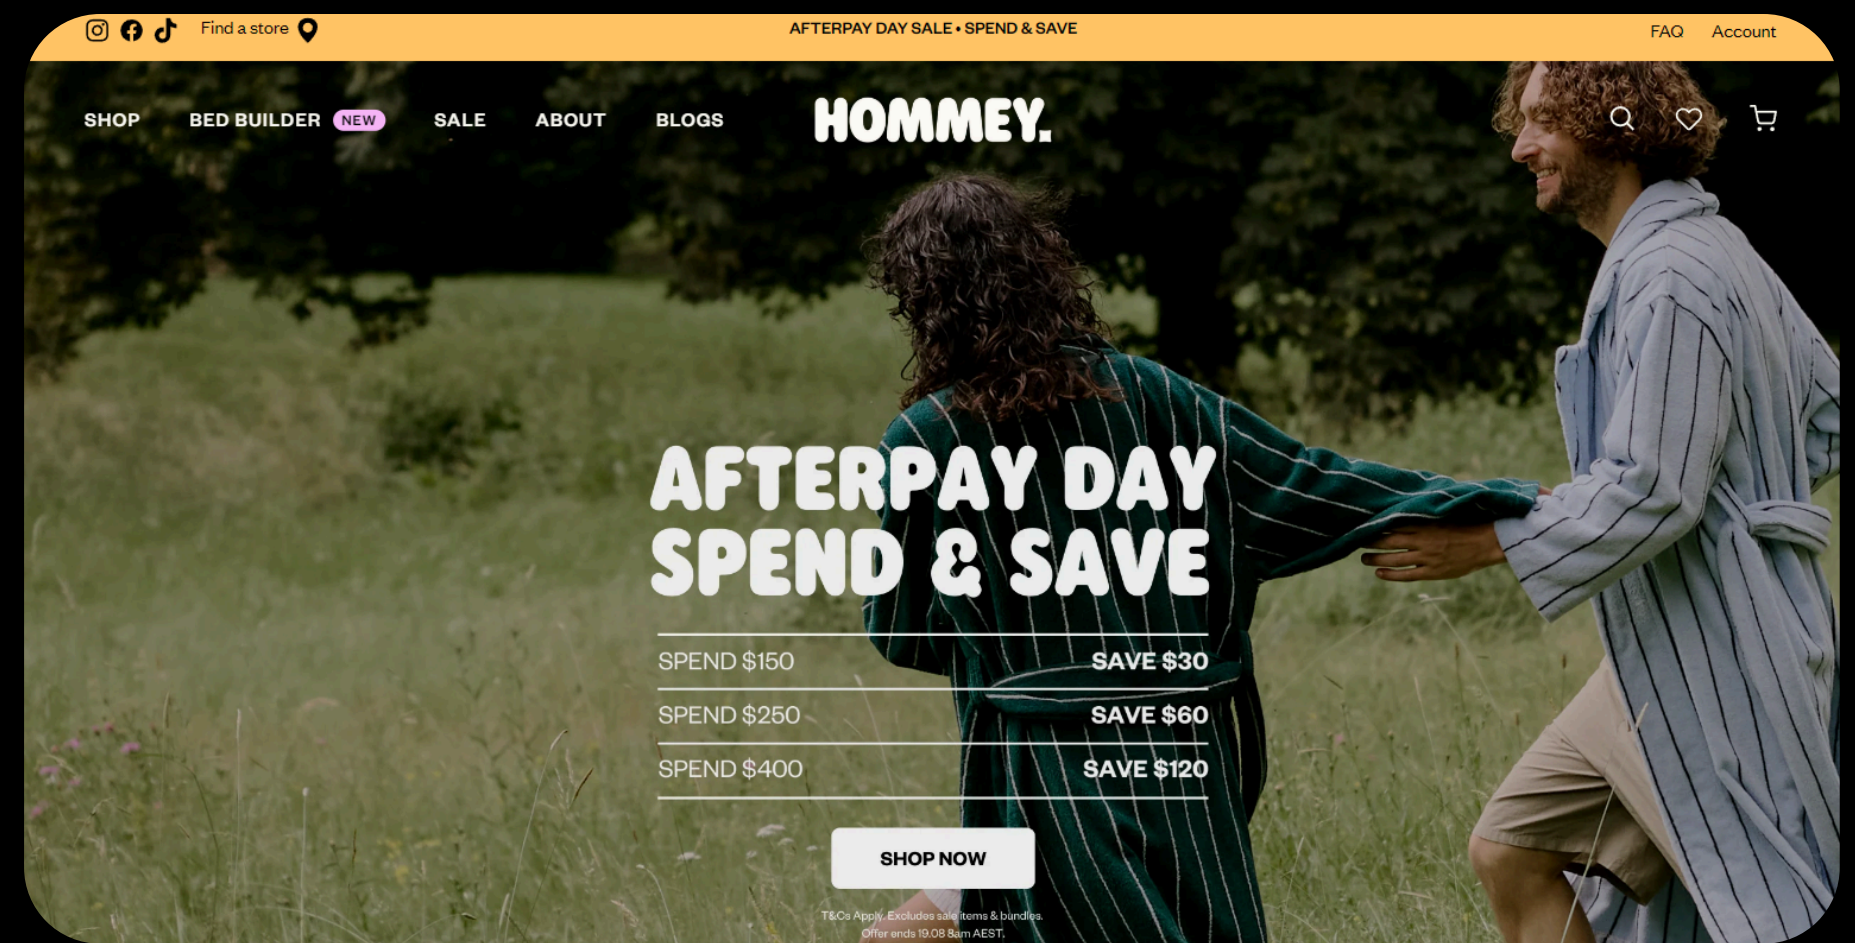 Find a store
AFTERPAY DAY SALE • SPEND & SAVE
FAQ
Account
SHOP
BED BUILDER
NEW
SALE
ABOUT
BLOGS
HOMMEY.
AFTERPAY DAY
SPEND & SAVE
SPEND $150 SAVE $30
SPEND $250 SAVE $60
SPEND $400 SAVE $120
SHOP NOW
T&Cs Apply. Excludes sale items & bundles.
Offer ends 19.08 8am AEST.